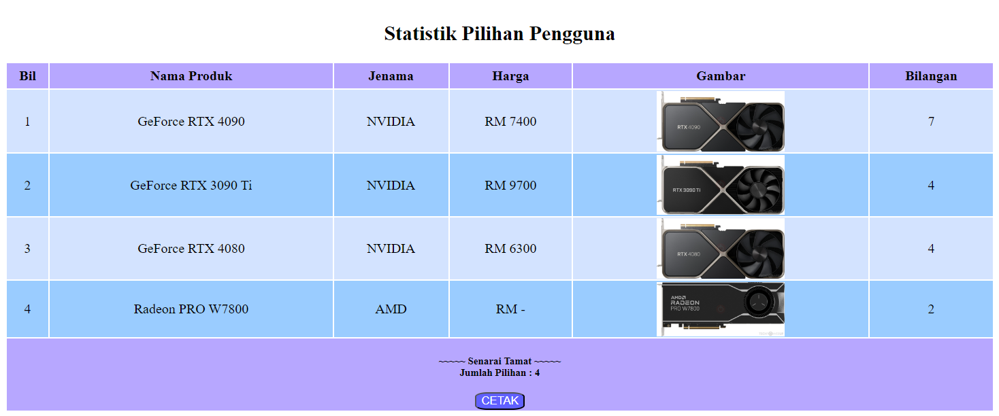 Statistik Pilihan Pengguna
Bil Nama Produk Jenama Harga Gambar Bilangan
1 GeForce RTX 4090 NVIDIA RM 7400 RTX 4090 7
2 GeForce RTX 3090 Ti NVIDIA RM 9700 RTX 3090 Ti 4
3 GeForce RTX 4080 NVIDIA RM 6300 RTX 4080 4
AMD
RADEON
4 Radeon PRO W7800 AMD RM - PRO W7800 2
~~~~~ Senarai Tamat ~~~~~
Jumlah Pilihan : 4
CETAK